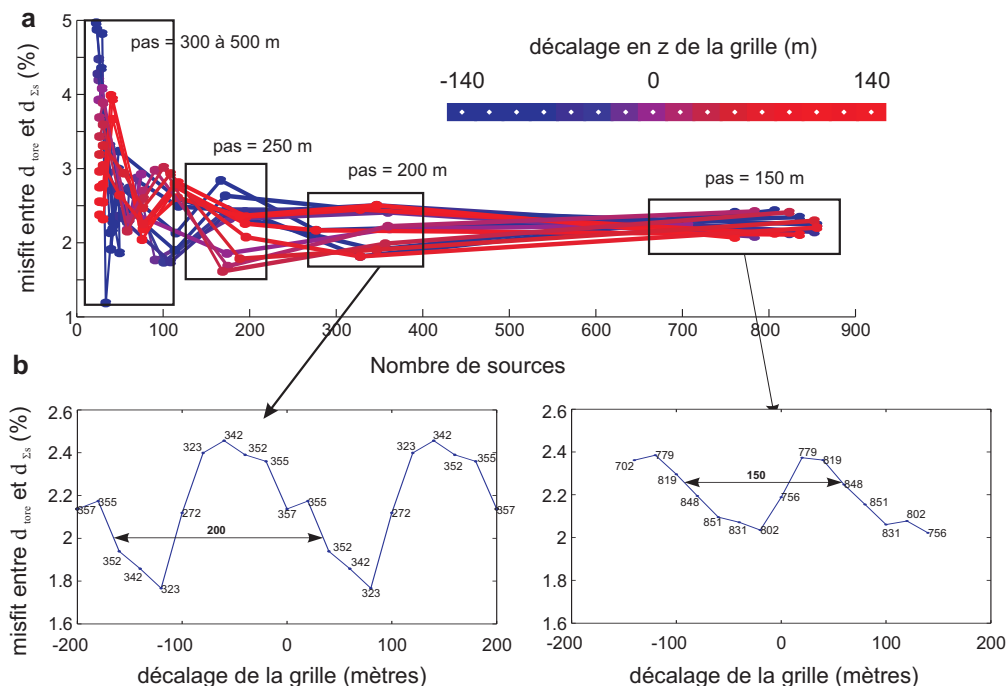 a
5
4
3
2
1
misfit entre d tore et d Σs (%)
pas = 300 à 500 m
pas = 250 m
pas = 200 m
pas = 150 m
décalage en z de la grille (m)
-140 0 140
0 100 200 300 400 500 600 700 800 900
Nombre de sources
b
2.6
2.4
2.2
2
1.8
1.6
misfit entre d tore et d Σs (%)
357 355 352 342 323 272 323 342 352 355 357 355 352 342 323 272 323 342 352 355 357
200
-200 -100 0 100 200
décalage de la grille (mètres)
2.6
2.4
2.2
2
1.8
1.6
702 779 819 848 851 831 802 756 779 819 848 851 831 802 756
150
-200 -100 0 100 200
décalage de la grille (mètres)